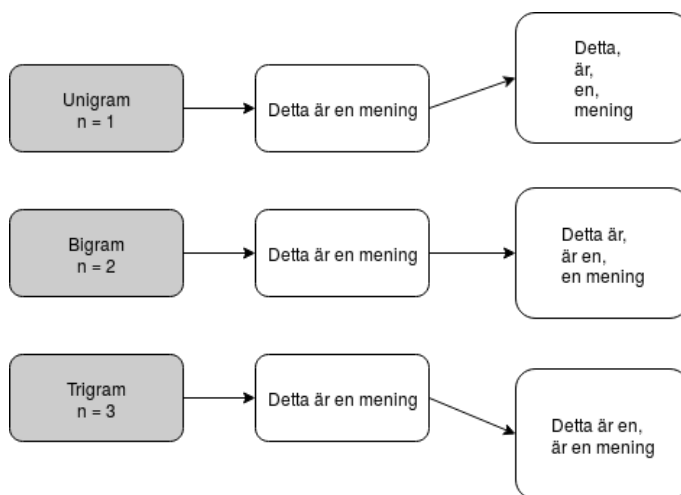 Unigram
n = 1
Detta är en mening
Detta,
är,
en,
mening
Bigram
n = 2
Detta är en mening
Detta är,
är en,
en mening
Trigram
n = 3
Detta är en mening
Detta är en,
är en mening